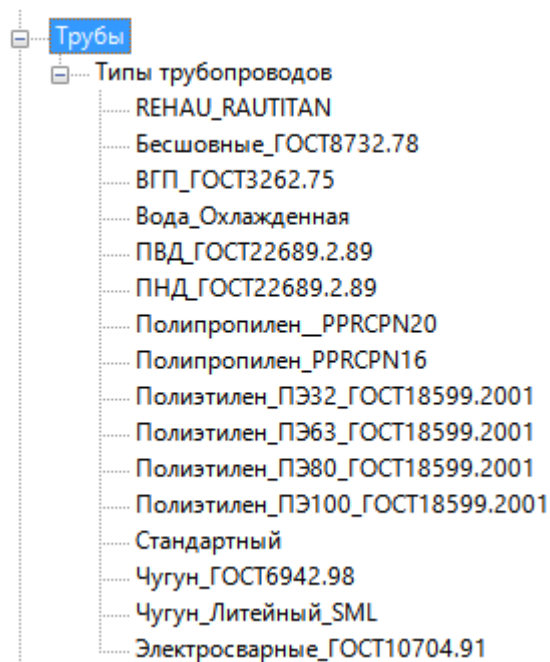 Трубы
Типы трубопроводов
REHAU_RAUTITAN
Бесшовные_ГОСТ8732.78
ВГП_ГОСТ3262.75
Вода_Охлажденная
ПВД_ГОСТ22689.2.89
ПНД_ГОСТ22689.2.89
Полипропилен__PPRCPN20
Полипропилен_PPRCPN16
Полиэтилен_ПЭ32_ГОСТ18599.2001
Полиэтилен_ПЭ63_ГОСТ18599.2001
Полиэтилен_ПЭ80_ГОСТ18599.2001
Полиэтилен_ПЭ100_ГОСТ18599.2001
Стандартный
Чугун_ГОСТ6942.98
Чугун_Литейный_SML
Электросварные_ГОСТ10704.91